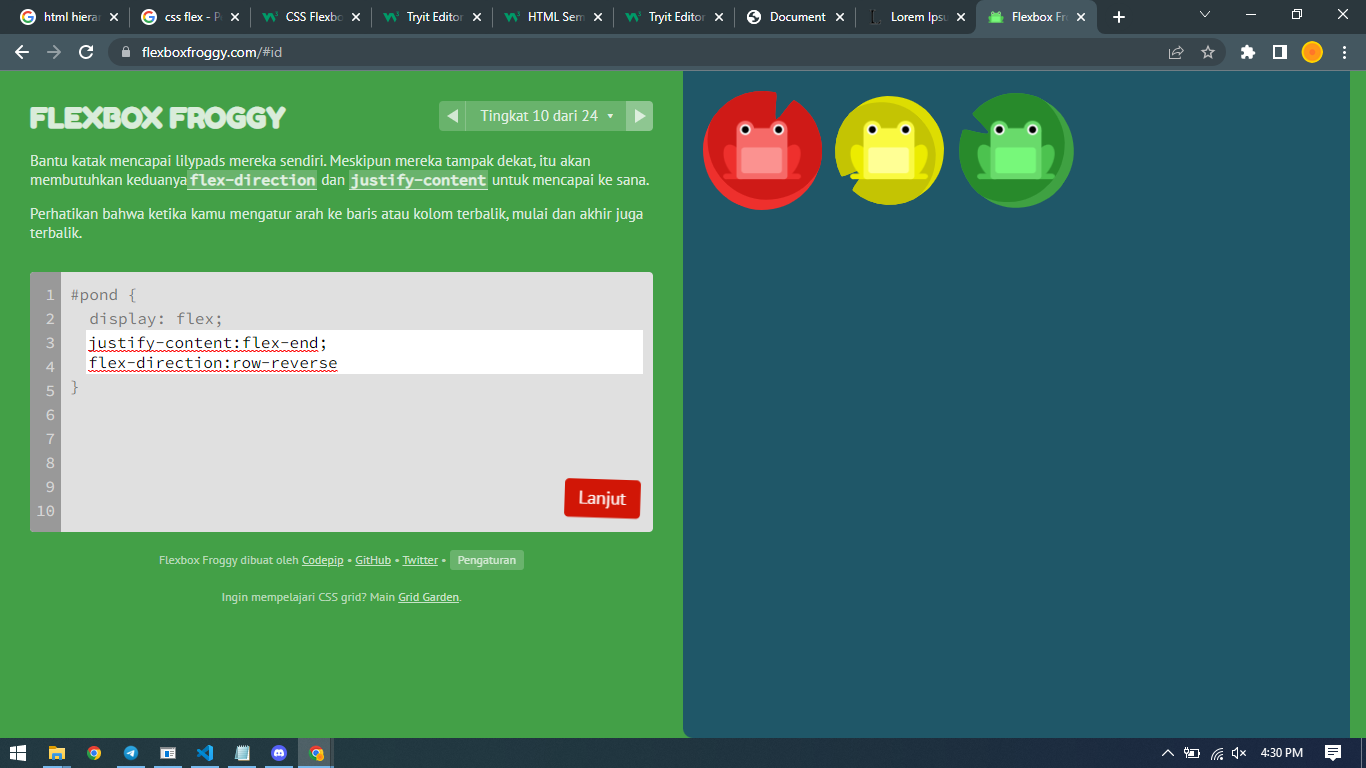 html hierar
css flex - P
CSS Flexbo
Tryit Editor
HTML Sem
Tryit Editor
Document
Lorem Ipsu
Flexbox Fro
flexboxfroggy.com/#id
FLEXBOX FROGGY
Tingkat 10 dari 24
Bantu katak mencapai lilypads mereka sendiri. Meskipun mereka tampak dekat, itu akan
membutuhkan keduanya flex-direction dan justify-content untuk mencapai ke sana.
Perhatikan bahwa ketika kamu mengatur arah ke baris atau kolom terbalik, mulai dan akhir juga
terbalik.
1 #pond {
2 display: flex;
3 justify-content:flex-end;
4 flex-direction:row-reverse
5 }
6
7
8
9
10
Lanjut
Flexbox Froggy dibuat oleh Codepip • GitHub • Twitter • Pengaturan
Ingin mempelajari CSS grid? Main Grid Garden.
4:30 PM